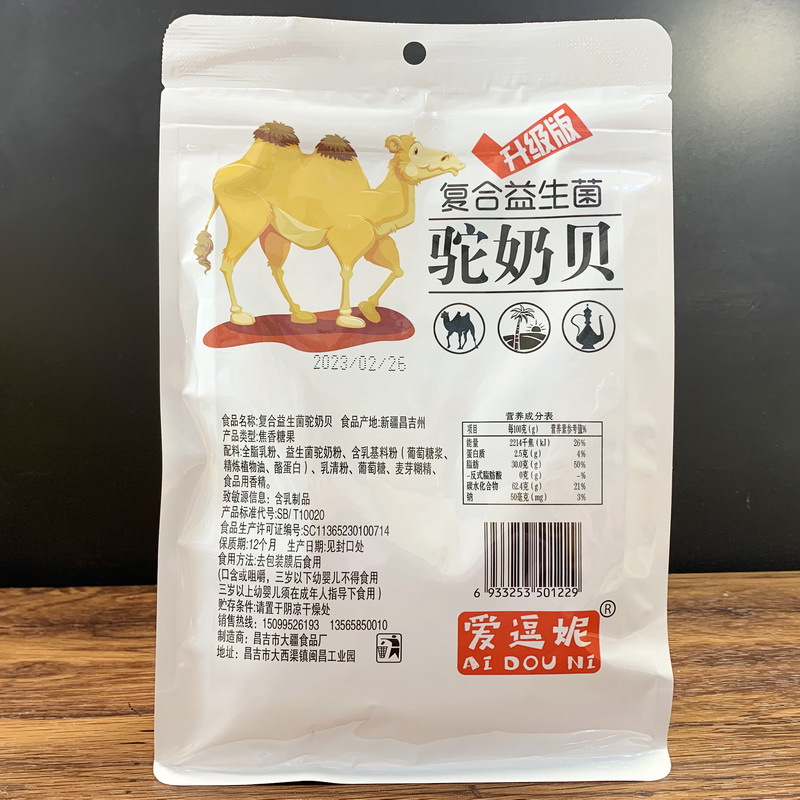 升级版
复合益生菌
驼奶贝
2023/02/26
食品名称:复合益生菌驼奶贝 食品产地:新疆昌吉州
产品类型:焦香糖果
配料:全脂乳粉、益生菌驼奶粉、含乳基料粉（葡萄糖浆、
精炼植物油、酪蛋白）、乳清粉、葡萄糖、麦芽糊精、
食品用香精。
致敏源信息：含乳制品
产品标准代号:SB/T10020
食品生产许可证编号:SC11365230100714
保质期:12个月 生产日期:见封口处
食用方法:去包装膜后食用
(口含或咀嚼，三岁以下幼婴儿不得食用
三岁以上幼婴儿须在成年人指导下食用)
贮存条件:请置于阴凉干燥处
销售热线：15099526193 13565850010
制造商：昌吉市大疆食品厂
地址：昌吉市大西渠镇闽昌工业园
营养成分表
项目 每100克(g) 营养素参考值%
能量 2214千焦(kJ) 26%
蛋白质 2.5克(g) 4%
脂肪 30.0克(g) 50%
-反式脂肪酸 0克(g) -%
碳水化合物 62.4克(g) 21%
钠 50毫克(mg) 3%
6 933253 501229
爱逗妮®
AI DOU NI